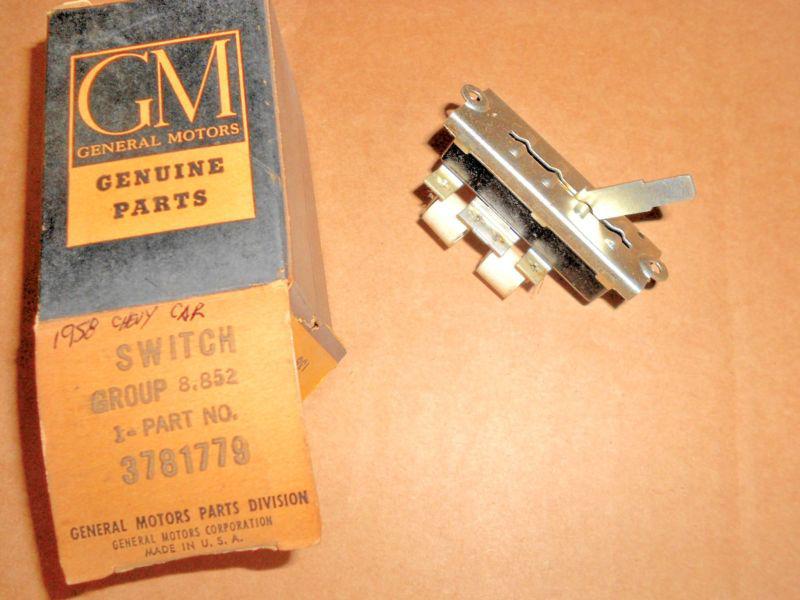 GM
GENERAL MOTORS
GENUINE
PARTS
1958 CHEVY CAR
SWITCH
GROUP 8.852
1-PART NO.
3781779
GENERAL MOTORS PARTS DIVISION
GENERAL MOTORS CORPORATION
MADE IN U. S. A.